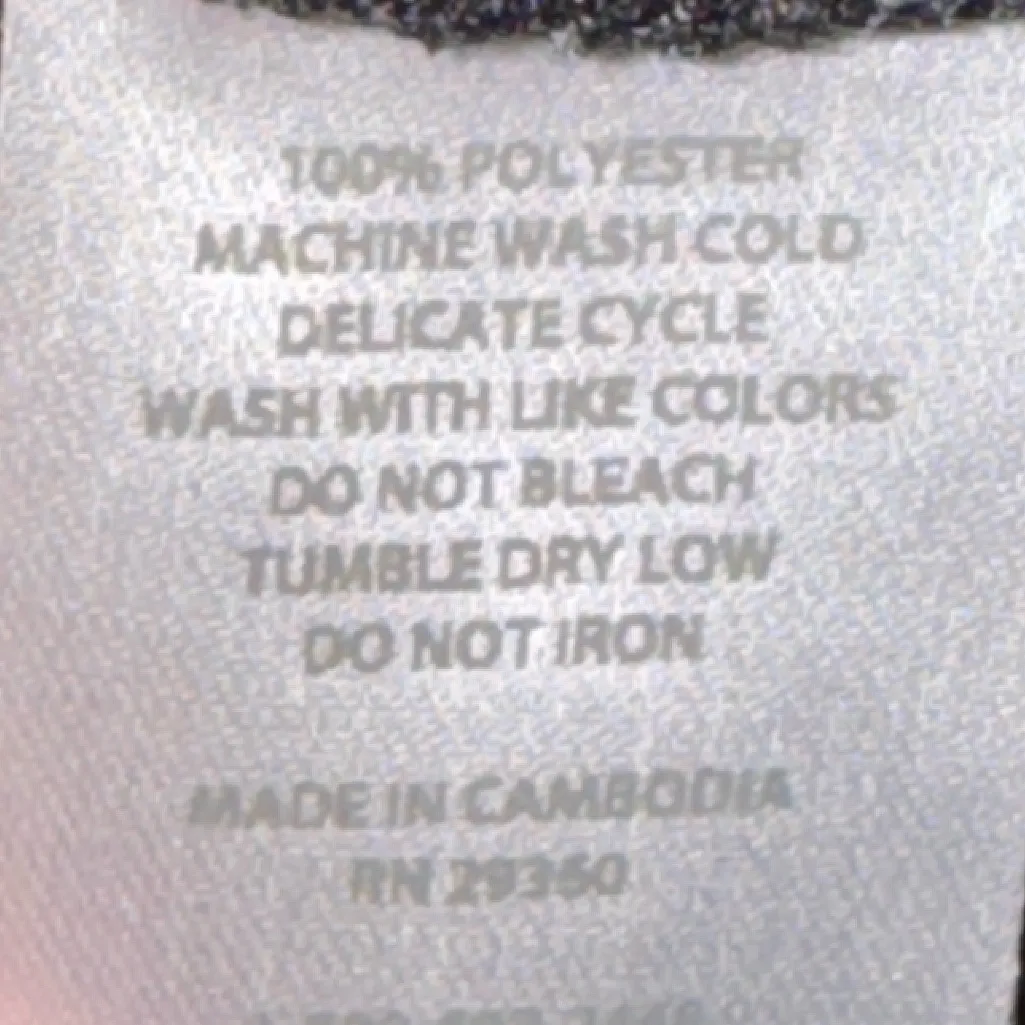 100% POLYESTER
MACHINE WASH COLD
DELICATE CYCLE
WASH WITH LIKE COLORS
DO NOT BLEACH
TUMBLE DRY LOW
DO NOT IRON
MADE IN CAMBODIA
RN